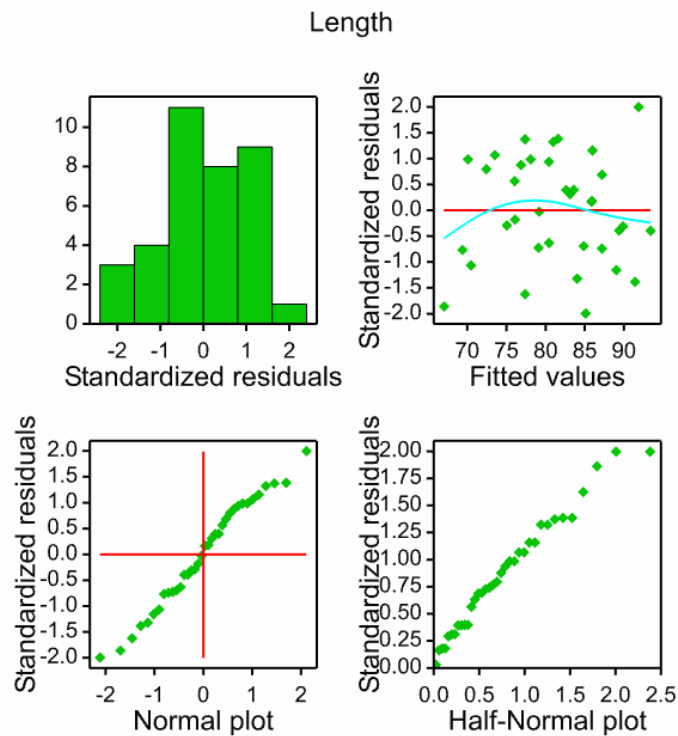 Length
Standardized residuals
10
8
6
4
2
0
-2 -1 0 1 2
Standardized residuals
2.0
1.5
1.0
0.5
0.0
-0.5
-1.0
-1.5
-2.0
70 75 80 85 90
Fitted values
Standardized residuals
2.0
1.5
1.0
0.5
0.0
-0.5
-1.0
-1.5
-2.0
-2 -1 0 1 2
Normal plot
Standardized residuals
2.00
1.75
1.50
1.25
1.00
0.75
0.50
0.25
0.00
0.0 0.5 1.0 1.5 2.0 2.5
Half-Normal plot